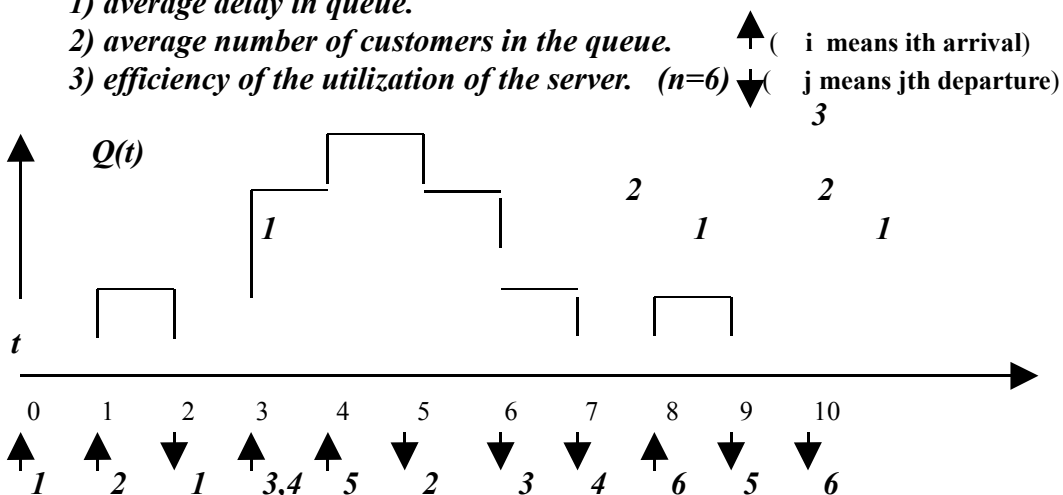 1) average delay in queue.
2) average number of customers in the queue. ( i means ith arrival)
3) efficiency of the utilization of the server. (n=6) ( j means jth departure)
3
Q(t)
2 2
1 1 1
t
0 1 2 3 4 5 6 7 8 9 10
1 2 1 3,4 5 2 3 4 6 5 6